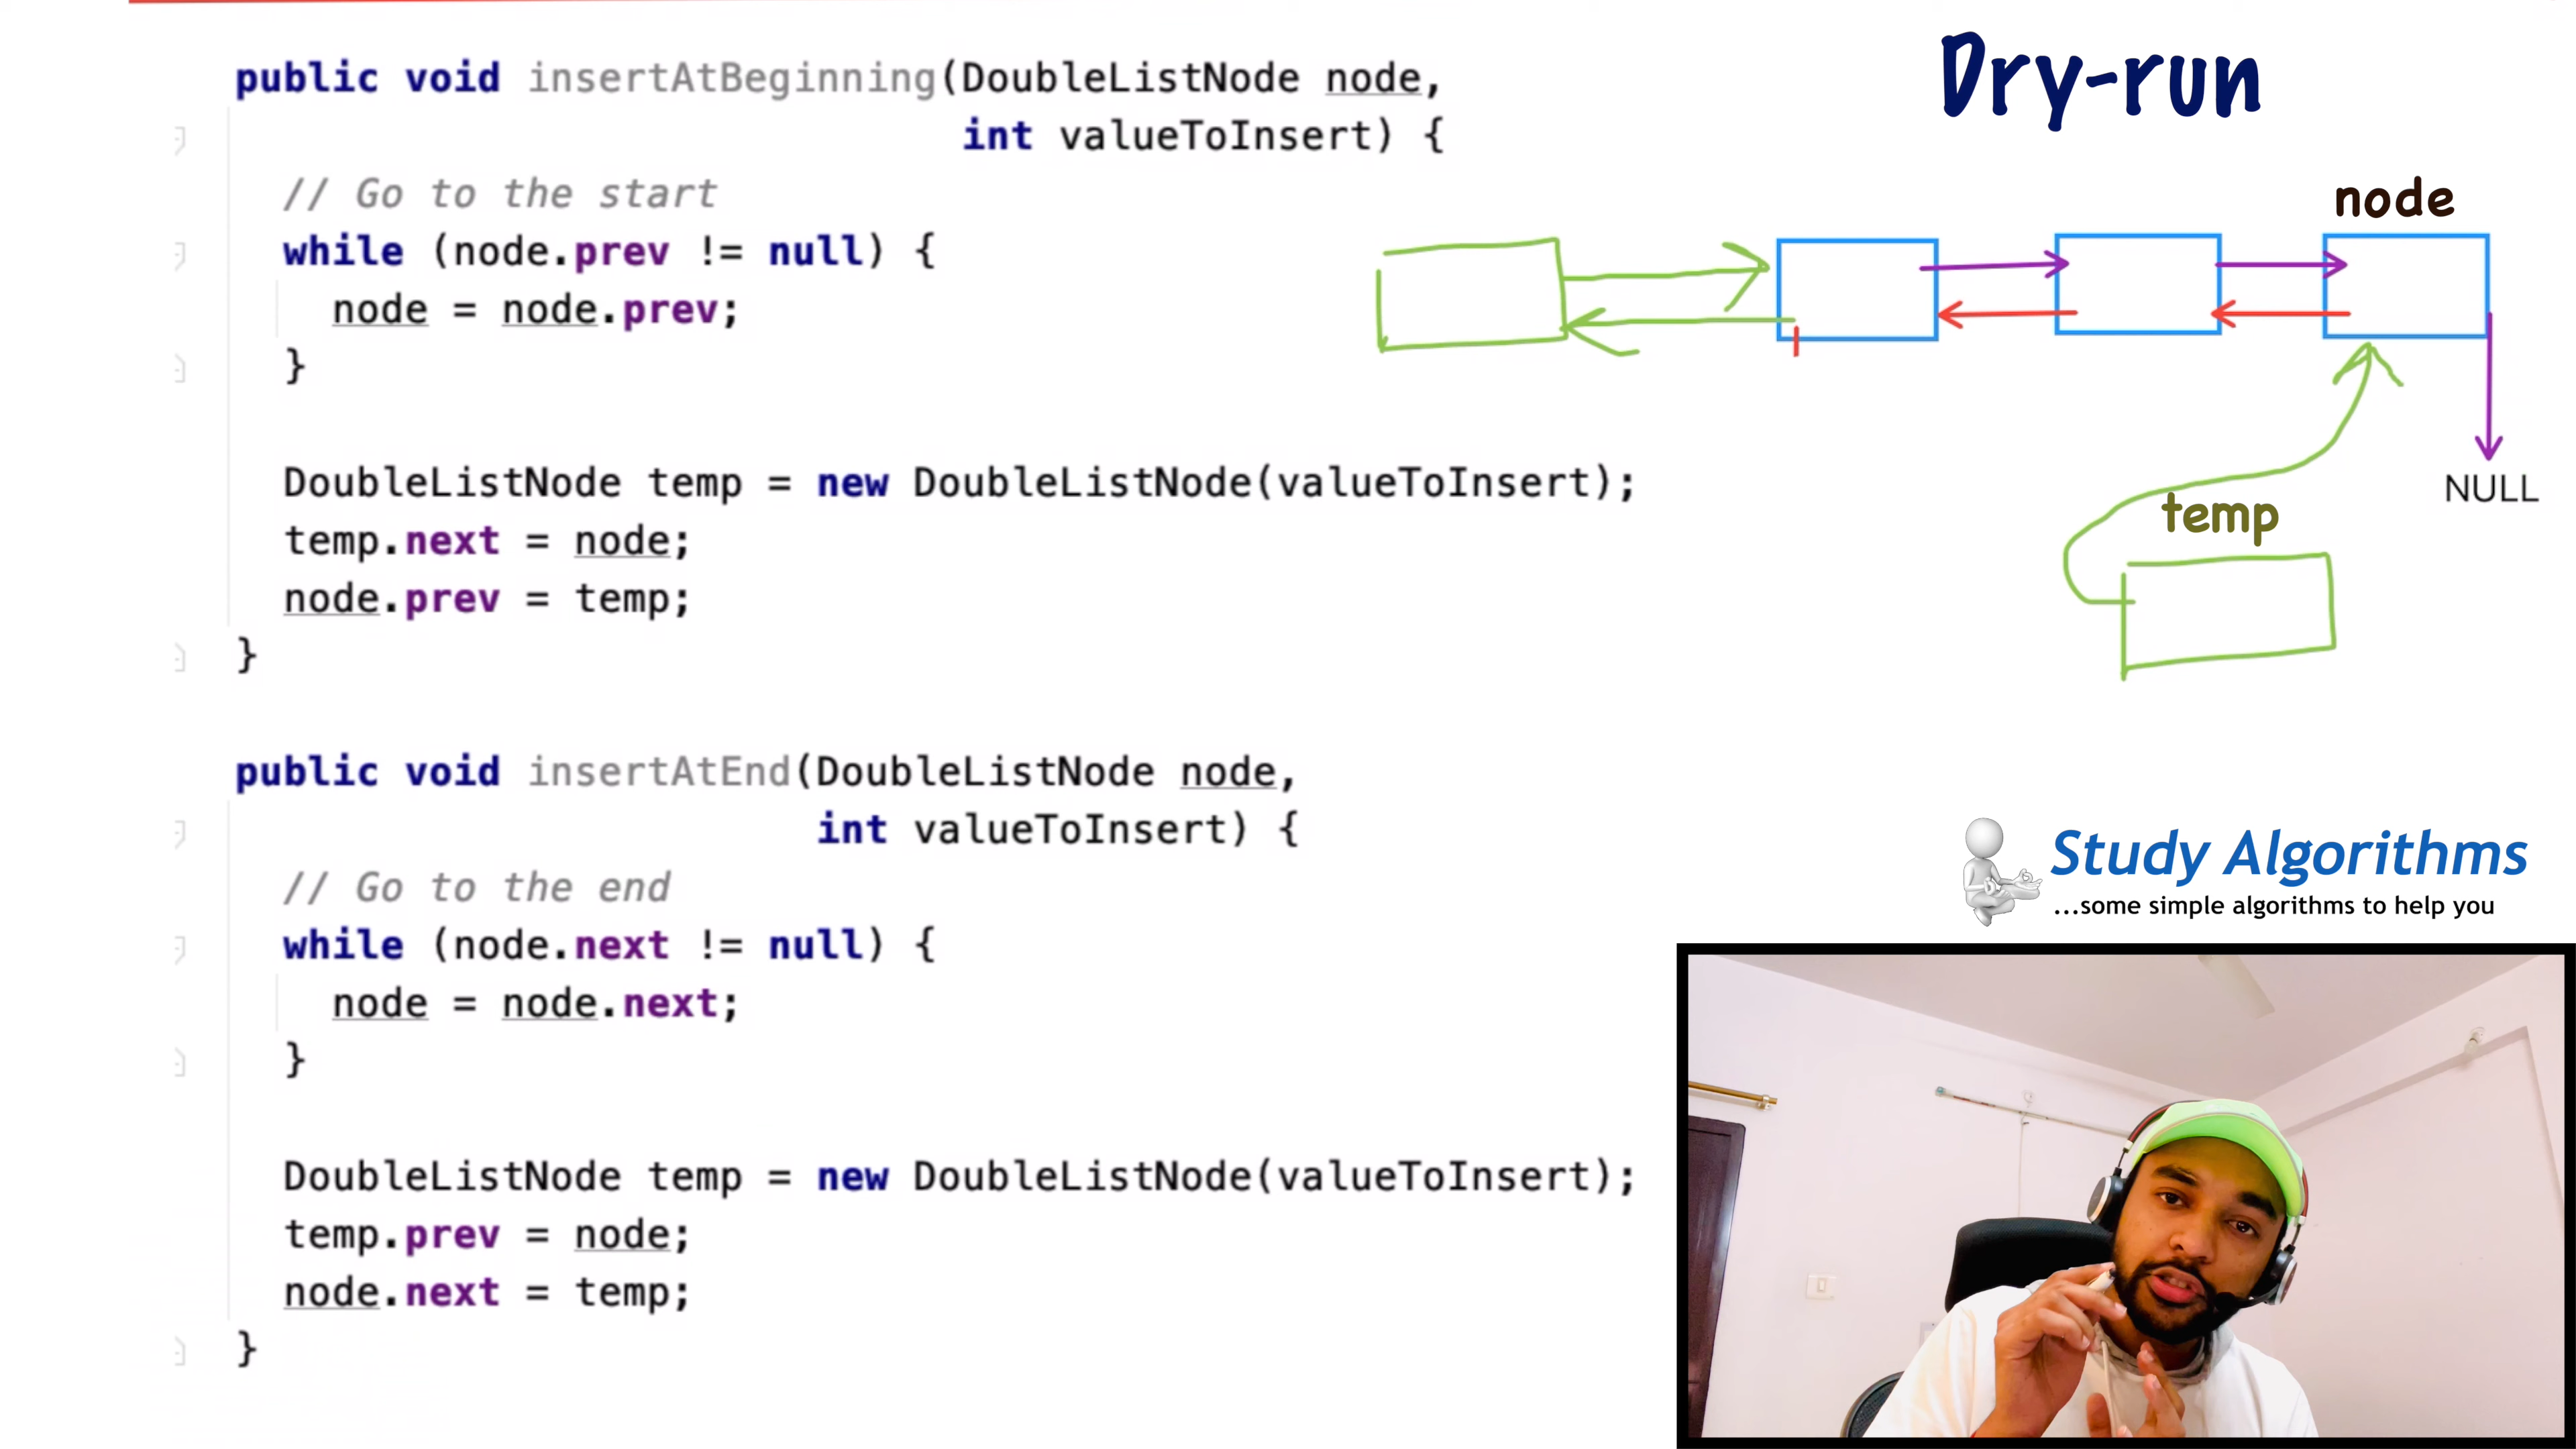 public void insertAtBeginning(DoubleListNode node,
int valueToInsert) {
// Go to the start
while (node.prev != null) {
node = node.prev;
}
DoubleListNode temp = new DoubleListNode(valueToInsert);
temp.next = node;
node.prev = temp;
}
public void insertAtEnd(DoubleListNode node,
int valueToInsert) {
// Go to the end
while (node.next != null) {
node = node.next;
}
DoubleListNode temp = new DoubleListNode(valueToInsert);
temp.prev = node;
node.next = temp;
}
Dry-run
node
NULL
temp
Study Algorithms
...some simple algorithms to help you